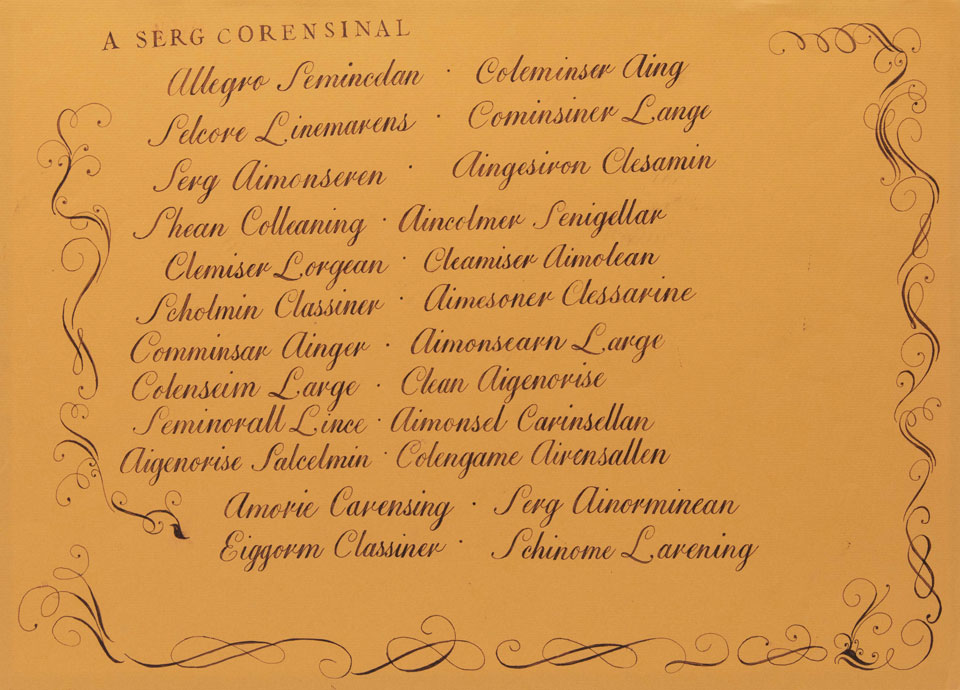 A SERG CORENSINAL
Allegro Semincdan · Coleminser Aing
Selcore Linemarens · Cominsiner Lange
Serg Aimonseren · Aingesiron Clesamin
Shean Colleaning · Aincolmer Senigellar
Clemiser Lorgean · Cleamiser Aimolean
Scholmin Classiner · Aimesoner Clessarine
Comminsar Ainger · Aimonsearn Large
Colenseim Large · Clean Aigenorise
Seminorall Lince · Aimonsel Carinsellan
Aigenorise Salcelmin · Colengame Airensallen
Amorie Carensing · Serg Ainorminean
Eiggorm Classiner · Schinome Larening